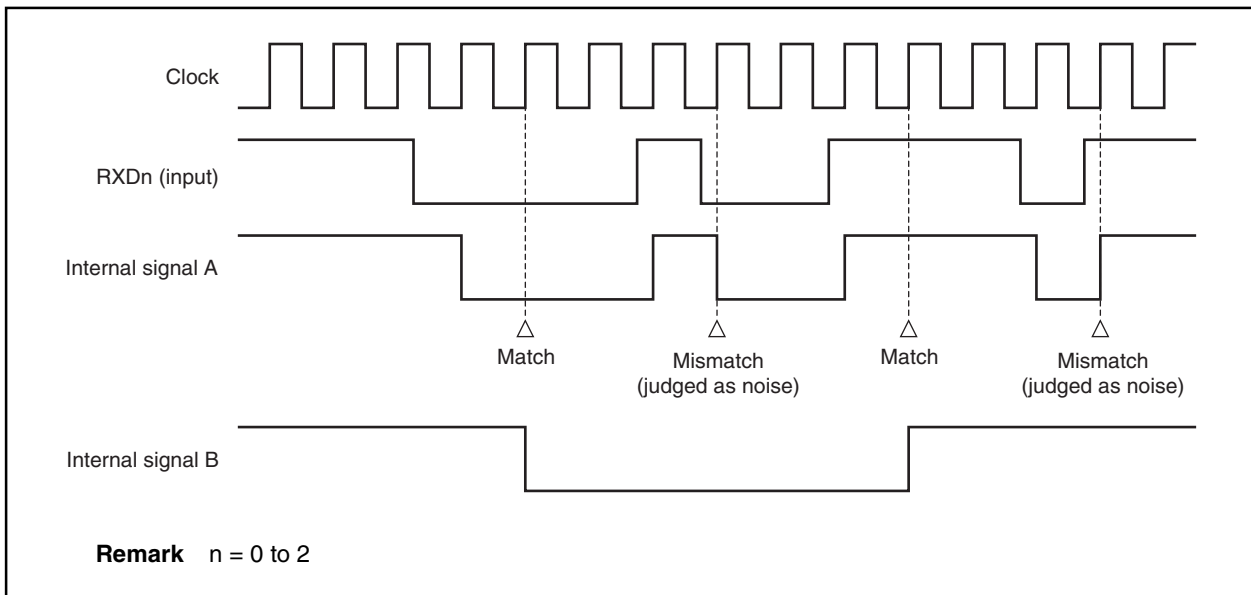 Clock
RXDn (input)
Internal signal A
Match
Mismatch
(judged as noise)
Match
Mismatch
(judged as noise)
Internal signal B
Remark n = 0 to 2